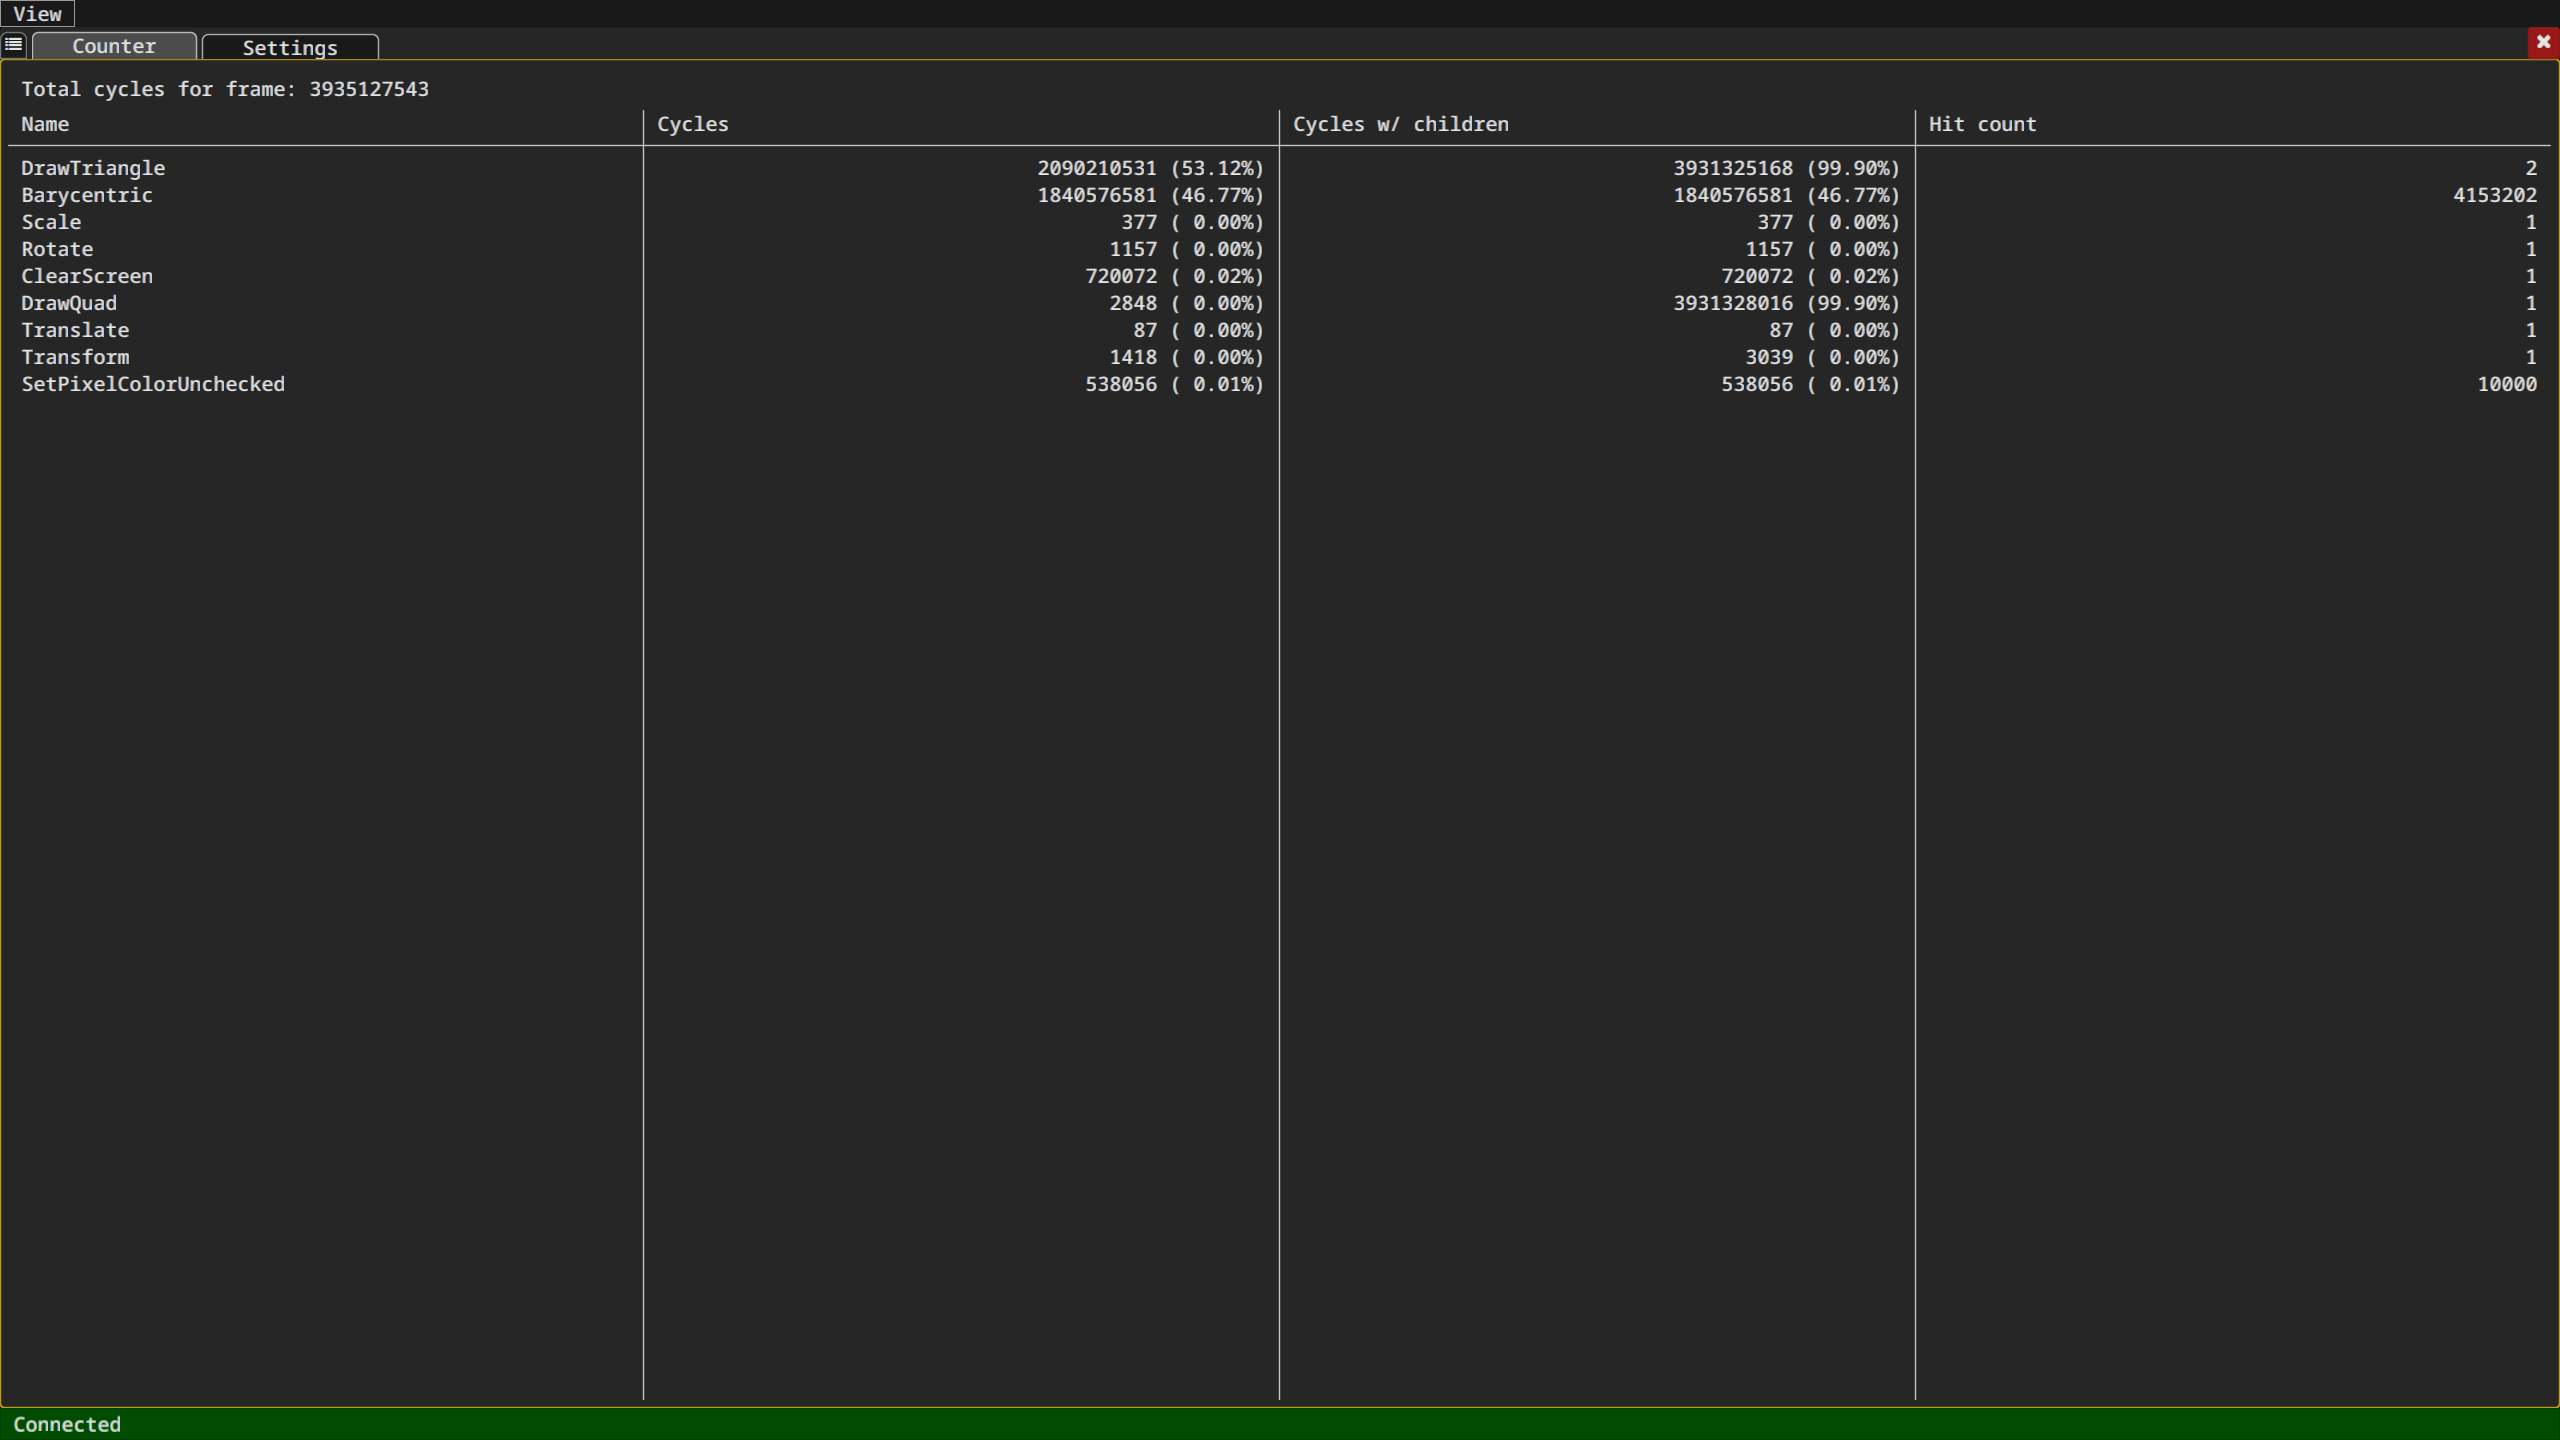 View
Counter Settings
Total cycles for frame: 3935127543
Name Cycles Cycles w/ children Hit count
DrawTriangle 2090210531 (53.12%) 3931325168 (99.90%) 2
Barycentric 1840576581 (46.77%) 1840576581 (46.77%) 4153202
Scale 377 ( 0.00%) 377 ( 0.00%) 1
Rotate 1157 ( 0.00%) 1157 ( 0.00%) 1
ClearScreen 720072 ( 0.02%) 720072 ( 0.02%) 1
DrawQuad 2848 ( 0.00%) 3931328016 (99.90%) 1
Translate 87 ( 0.00%) 87 ( 0.00%) 1
Transform 1418 ( 0.00%) 3039 ( 0.00%) 1
SetPixelColorUnchecked 538056 ( 0.01%) 538056 ( 0.01%) 10000
Connected